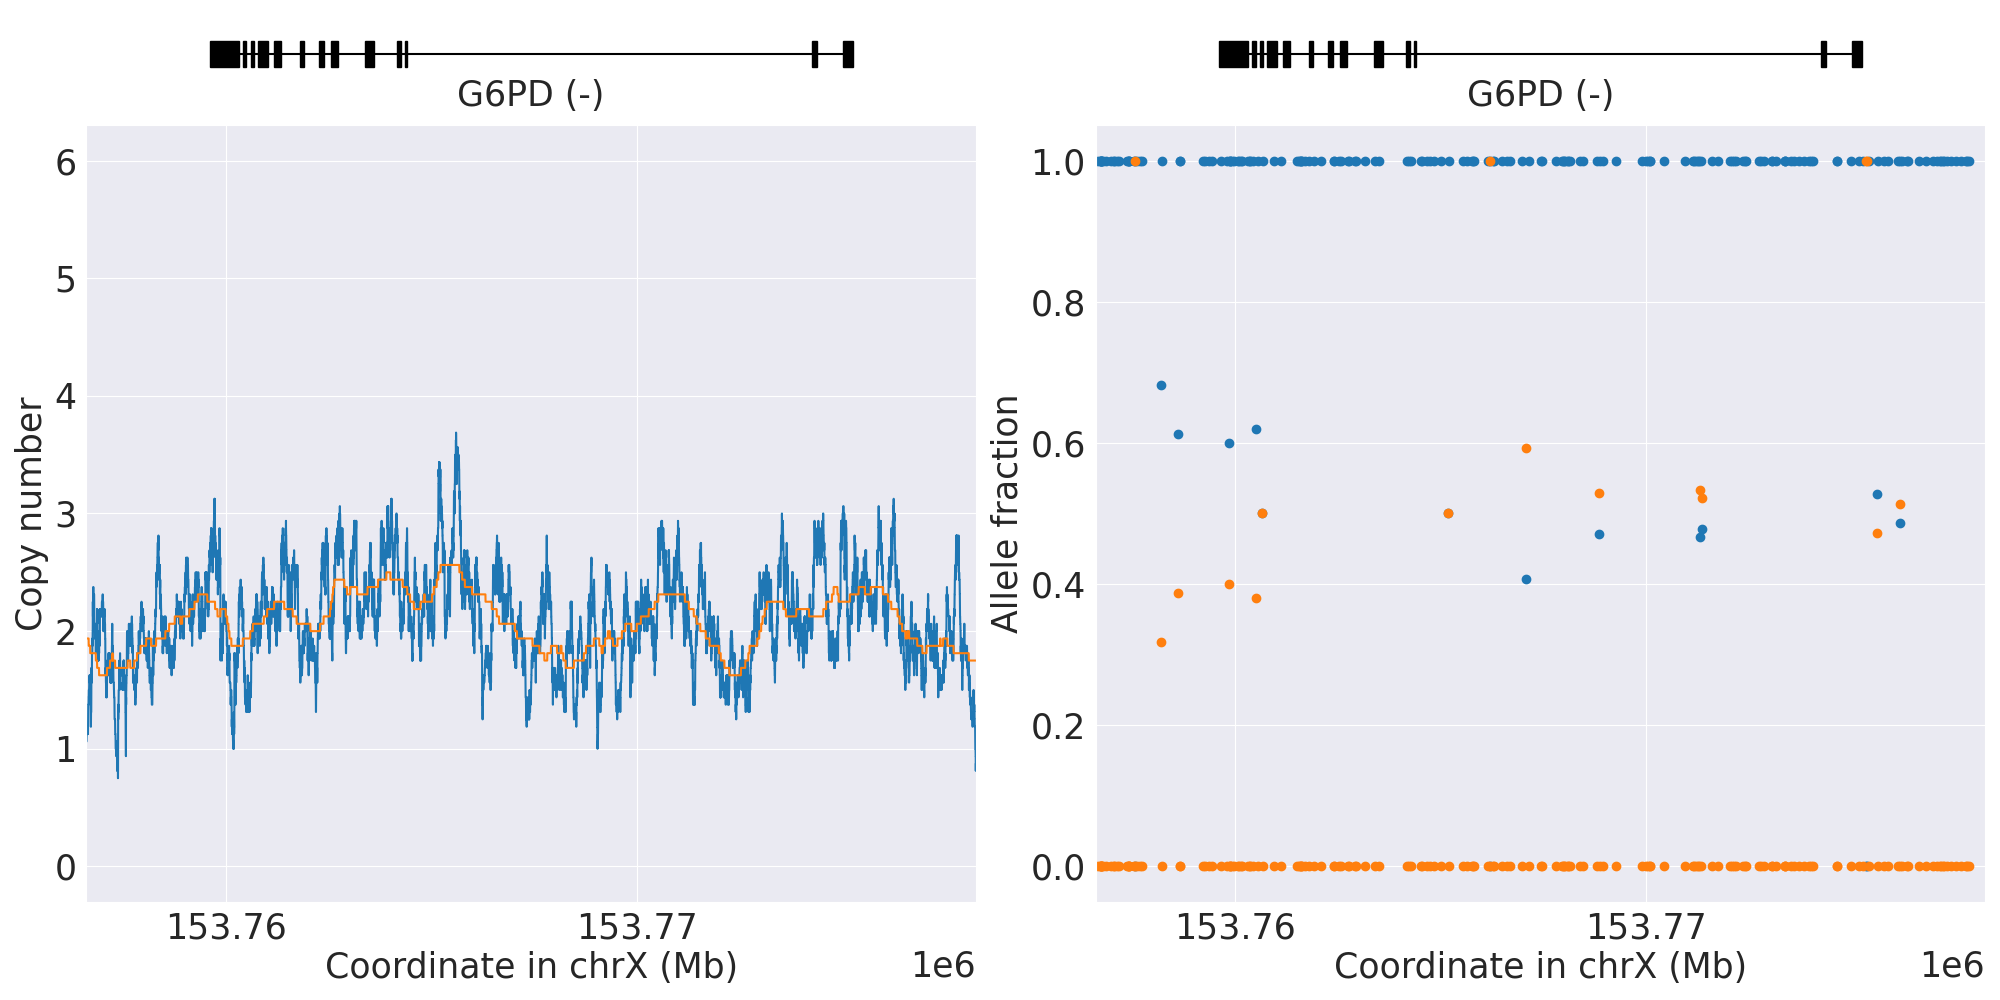 G6PD (-)
Copy number
6
5
4
3
2
1
0
153.76
153.77
Coordinate in chrX (Mb)
1e6
G6PD (-)
Allele fraction
1.0
0.8
0.6
0.4
0.2
0.0
153.76
153.77
Coordinate in chrX (Mb)
1e6